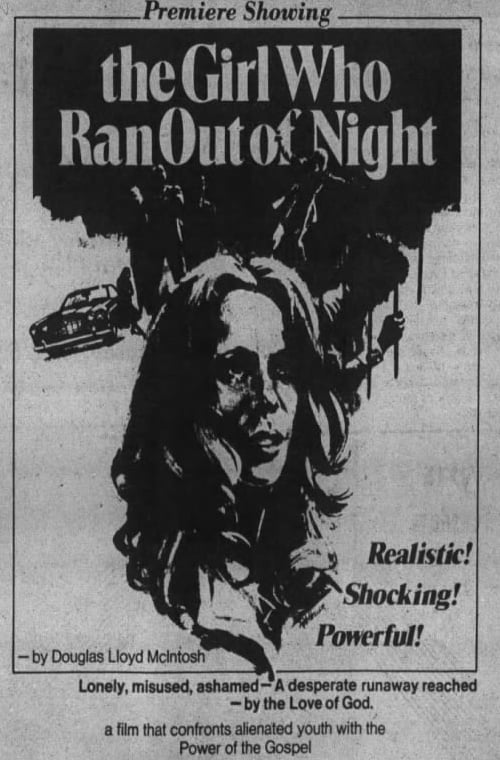 Premiere Showing
the Girl Who
Ran Out of Night
Realistic!
Shocking!
Powerful!
– by Douglas Lloyd McIntosh
Lonely, misused, ashamed – A desperate runaway reached
– by the Love of God.
a film that confronts alienated youth with the
Power of the Gospel